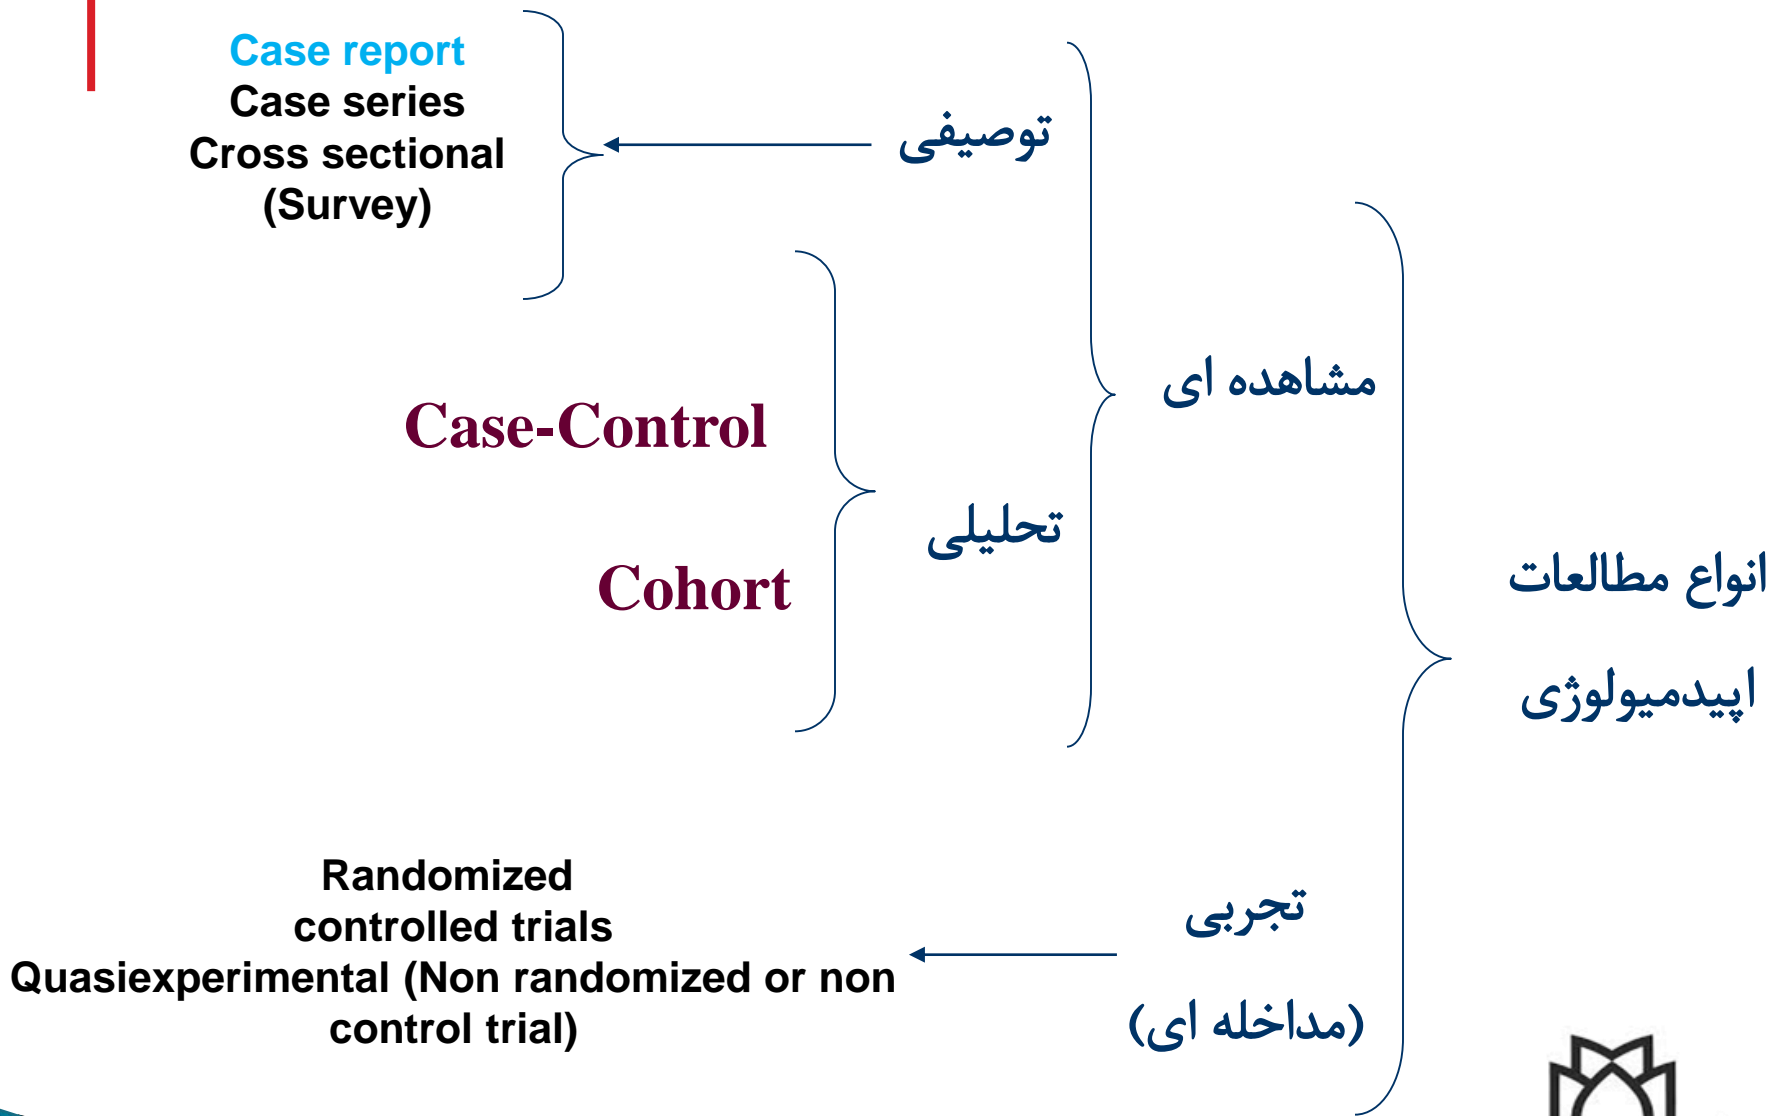 Case report
Case series
Cross sectional
(Survey)
توصیفی
مشاهده ای
Case-Control
تحلیلی
Cohort
انواع مطالعات
اپیدمیولوژی
Randomized
controlled trials
Quasiexperimental (Non randomized or non
control trial)
تجربی
(مداخله ای)